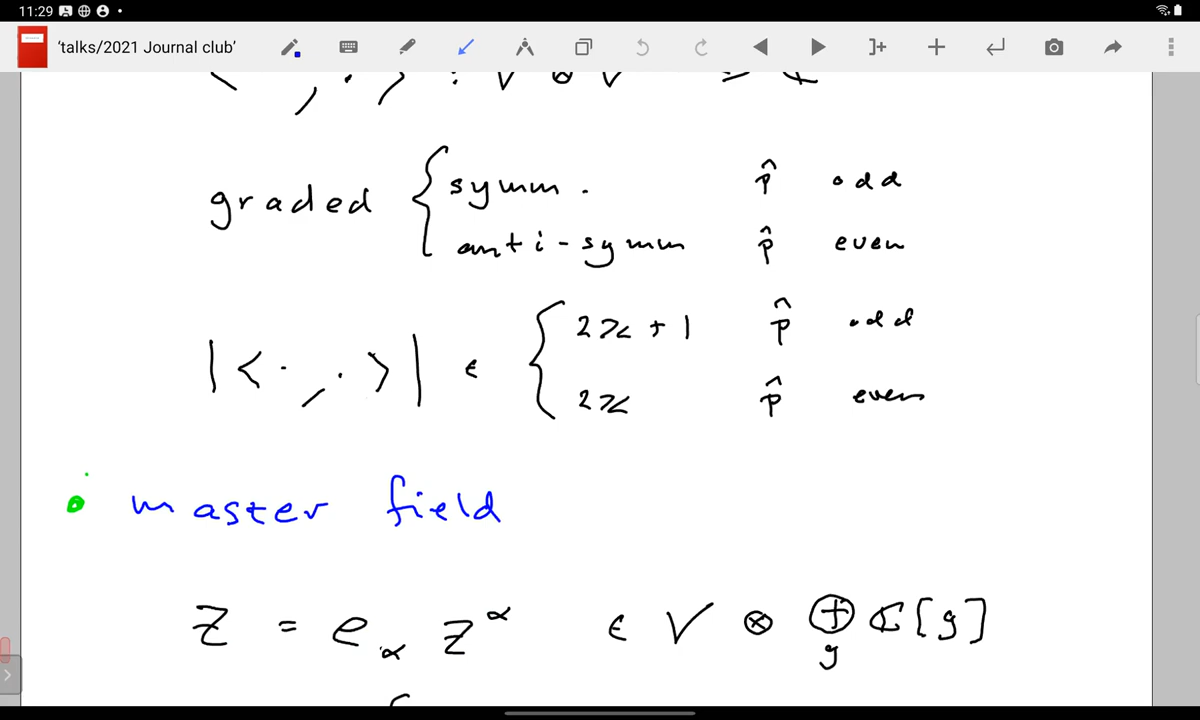 11:29
'talks/2021 Journal club'
⟨·,·⟩ : V ⊗ V → ℂ
graded { symm. p̂ odd
anti-symm p̂ even
|<·,·>| ∈ { 2ℤ + 1 p̂ odd
2ℤ p̂ even
• master field
Z = e_α z^α ∈ V ⊗ ⊕_g ℂ[g]